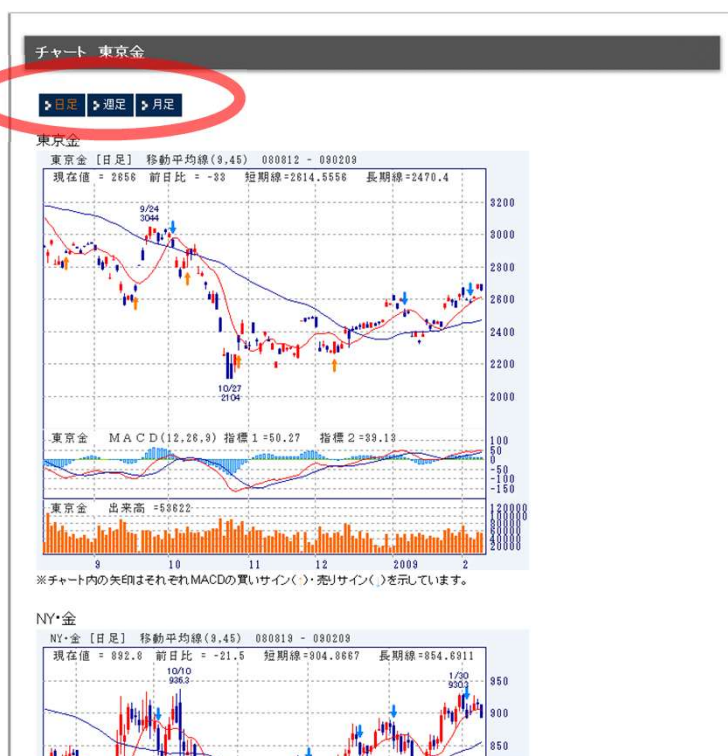 チャート 東京金
日足 週足 月足
東京金
東京金 [日足] 移動平均線(9,45) 080812 - 090209
現在値 = 2656 前日比 = -33 短期線=2614.5556 長期線=2470.4
9/24
3044
3200
3000
2800
2600
2400
2200
10/27
2104
2000
東京金 MACD(12,26,9) 指標1=50.27 指標2=39.13
100
50
0
-50
-100
-150
東京金 出来高 =53622
20000
9 10 11 12 2009 2
※チャート内の矢印はそれぞれMACDの買いサイン(↑)・売りサイン(↓)を示しています。
NY・金
NY・金 [日足] 移動平均線(9,45) 080819 - 090209
現在値 = 892.8 前日比 = -21.5 短期線=904.8667 長期線=854.6911
10/10
936.3
1/30
930.3
950
900
850